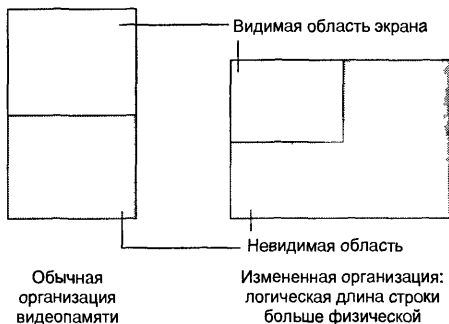 Видимая область экрана
Невидимая область
Обычная
организация
видеопамяти
Измененная организация:
логическая длина строки
больше физической